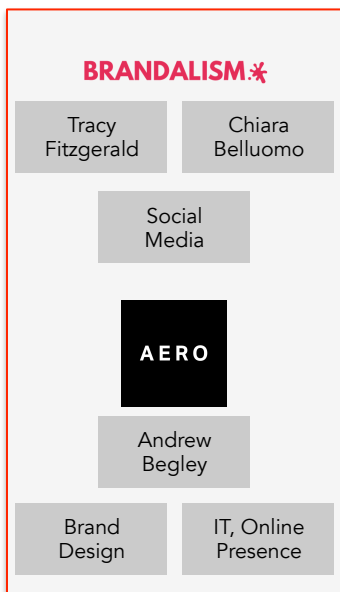 BRANDALISM
Tracy
Fitzgerald
Chiara
Belluomo
Social
Media
AERO
Andrew
Begley
Brand
Design
IT, Online
Presence